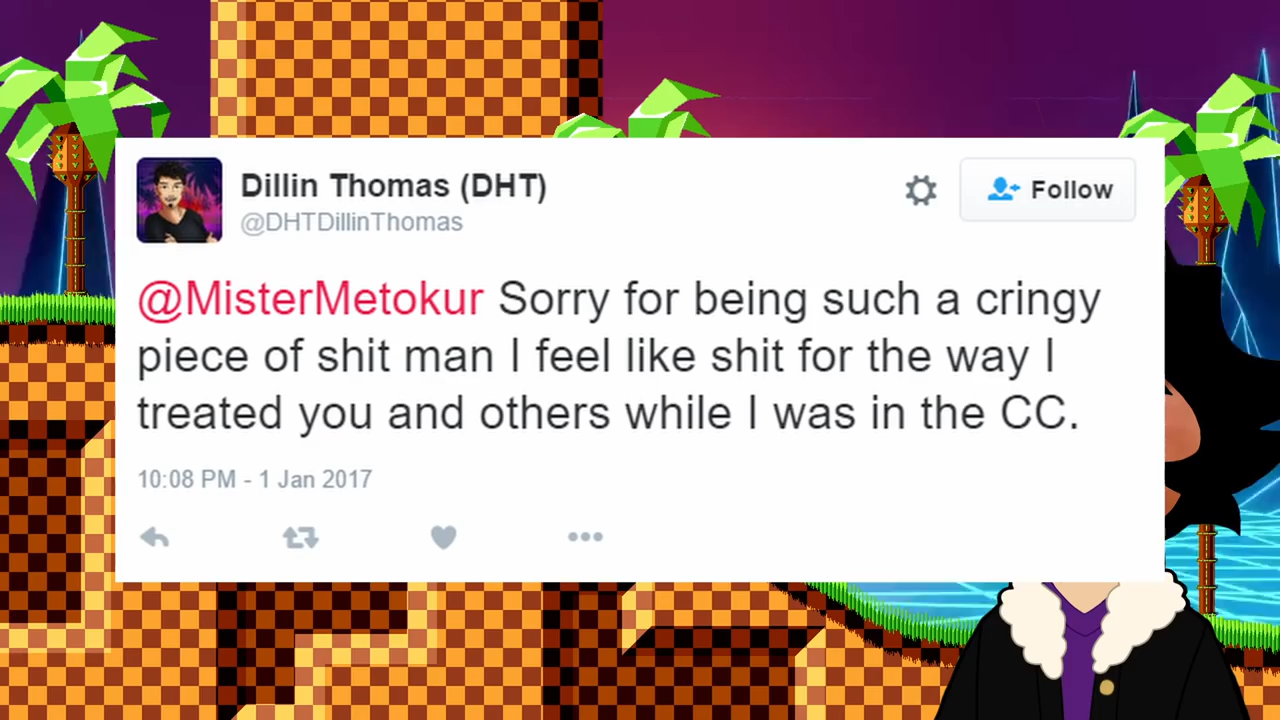 Dillin Thomas (DHT)
@DHTDillinThomas
Follow
@MisterMetokur Sorry for being such a cringy
piece of shit man I feel like shit for the way I
treated you and others while I was in the CC.
10:08 PM - 1 Jan 2017